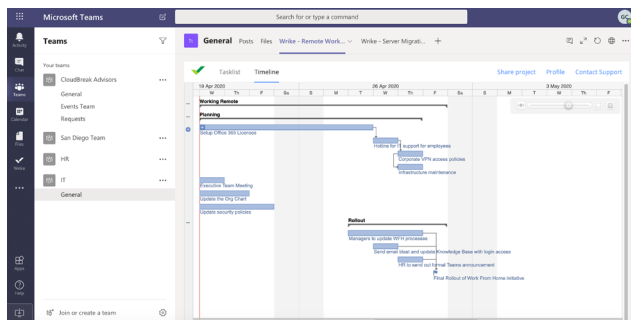 Microsoft Teams
Search for or type a command
GC
Activity
Chat
Teams
Calendar
Files
Wrike
Apps
Help
Teams
Your teams
CloudBreak Advisors
General
Events Team
Requests
San Diego Team
HR
IT
General
Join or create a team
General Posts Files Wrike - Remote Work... Wrike - Server Migrati...
Tasklist Timeline Share project Profile Contact Support
19 Apr 2020 26 Apr 2020 3 May 2020
W Th F Sa S M T W Th F Sa S M T W Th F
Working Remote
Planning
Setup Office 365 Licenses
Hotline for IT support for employees
Corporate VPN access policies
Infrastructure maintenance
Executive Team Meeting
Update the Org Chart
Update security policies
Rollout
Managers to update WFH processes
Send email blast and update Knowledge Base with login access
HR to send out formal Teams announcement
Final Rollout of Work From Home Initiative